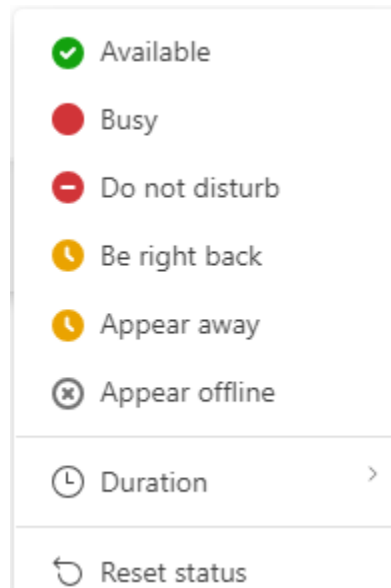 Available
Busy
Do not disturb
Be right back
Appear away
Appear offline
Duration
Reset status